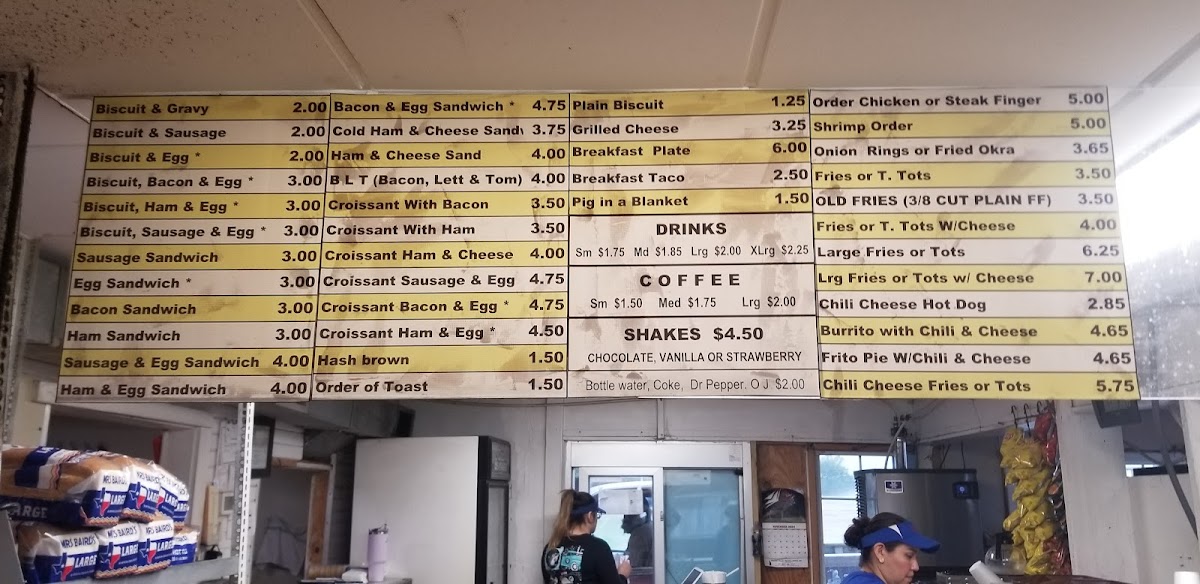 Biscuit & Gravy 2.00
Biscuit & Sausage 2.00
Biscuit & Egg * 2.00
Biscuit, Bacon & Egg * 3.00
Biscuit, Ham & Egg * 3.00
Biscuit, Sausage & Egg * 3.00
Sausage Sandwich 3.00
Egg Sandwich * 3.00
Bacon Sandwich 3.00
Ham Sandwich 3.00
Sausage & Egg Sandwich 4.00
Ham & Egg Sandwich 4.00
Bacon & Egg Sandwich * 4.75
Cold Ham & Cheese Sandw 3.75
Ham & Cheese Sand 4.00
B L T (Bacon, Lett & Tom) 4.00
Croissant With Bacon 3.50
Croissant With Ham 3.50
Croissant Ham & Cheese 4.00
Croissant Sausage & Egg 4.75
Croissant Bacon & Egg * 4.75
Croissant Ham & Egg * 4.50
Hash brown 1.50
Order of Toast 1.50
Plain Biscuit 1.25
Grilled Cheese 3.25
Breakfast Plate 6.00
Breakfast Taco 2.50
Pig in a Blanket 1.50
DRINKS
Sm $1.75 Md $1.85 Lrg $2.00 XLrg $2.25
COFFEE
Sm $1.50 Med $1.75 Lrg $2.00
SHAKES $4.50
CHOCOLATE, VANILLA OR STRAWBERRY
Bottle water, Coke, Dr Pepper. O J $2.00
Order Chicken or Steak Finger 5.00
Shrimp Order 5.00
Onion Rings or Fried Okra 3.65
Fries or T. Tots 3.50
OLD FRIES (3/8 CUT PLAIN FF) 3.50
Fries or T. Tots W/Cheese 4.00
Large Fries or Tots 6.25
Lrg Fries or Tots w/ Cheese 7.00
Chili Cheese Hot Dog 2.85
Burrito with Chili & Cheese 4.65
Frito Pie W/Chili & Cheese 4.65
Chili Cheese Fries or Tots 5.75
MRS BAIRD'S
LARGE
MRS BAIRD'S
LARGE
MRS BAIRD'S
LARGE